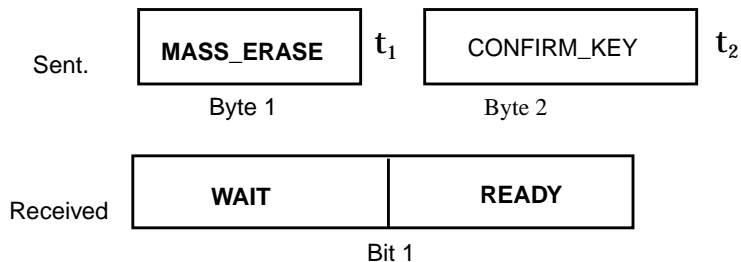 Sent. MASS_ERASE t1 CONFIRM_KEY t2
Byte 1 Byte 2
Received WAIT READY
Bit 1